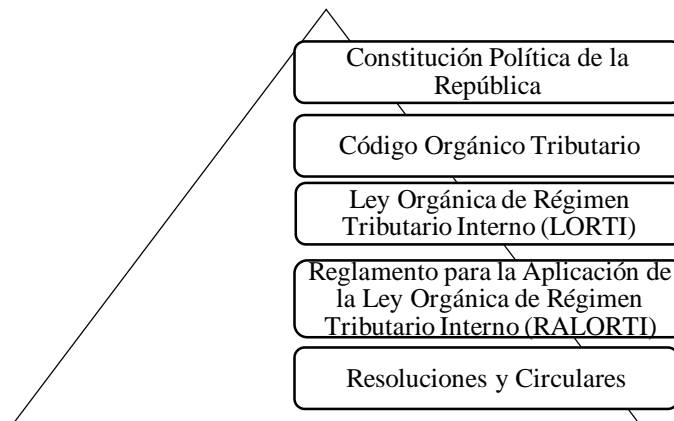 Constitución Política de la
República
Código Orgánico Tributario
Ley Orgánica de Régimen
Tributario Interno (LORTI)
Reglamento para la Aplicación de
la Ley Orgánica de Régimen
Tributario Interno (RALORTI)
Resoluciones y Circulares